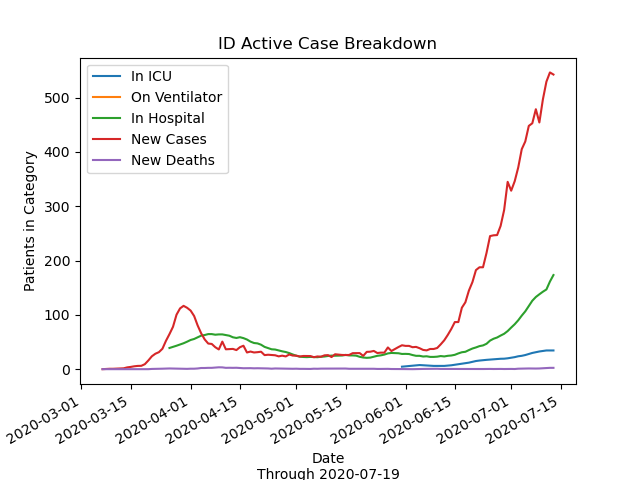 ID Active Case Breakdown
In ICU
On Ventilator
In Hospital
New Cases
New Deaths
Patients in Category
500
400
300
200
100
0
2020-03-01
2020-03-15
2020-04-01
2020-04-15
2020-05-01
2020-05-15
2020-06-01
2020-06-15
2020-07-01
2020-07-15
Date
Through 2020-07-19